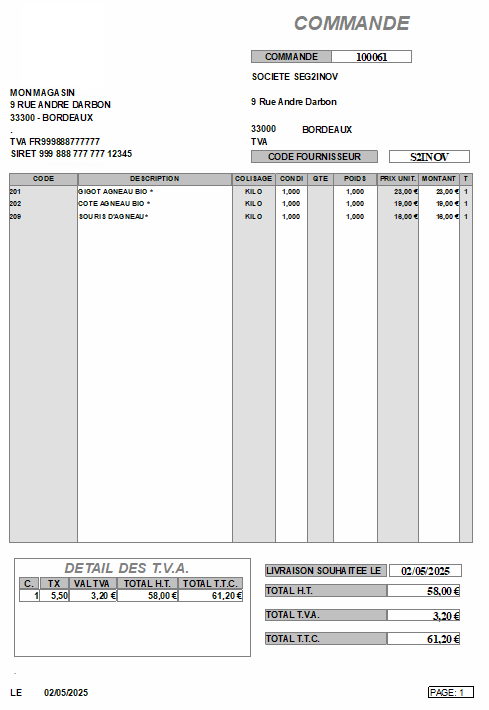 COMMANDE
COMMANDE 100061
SOCIETE SEG2INOV
MON MAGASIN
9 RUE ANDRE DARBON
9 Rue Andre Darbon
33300 - BORDEAUX
.
33000 BORDEAUX
TVA FR999888777777
TVA
SIRET 999 888 777 777 12345
CODE FOURNISSEUR S2INOV
CODE DESCRIPTION COLISAGE CONDI QTE POIDS PRIX UNIT. MONTANT T
201 GIGOT AGNEAU BIO * KILO 1,000 1,000 23,00 € 23,00 € 1
202 COTE AGNEAU BIO * KILO 1,000 1,000 19,00 € 19,00 € 1
209 SOURIS D'AGNEAU* KILO 1,000 1,000 16,00 € 16,00 € 1
DETAIL DES T.V.A.
C. TX VAL TVA TOTAL H.T. TOTAL T.T.C.
1 5,50 3,20 € 58,00 € 61,20 €
LIVRAISON SOUHAITEE LE 02/05/2025
TOTAL H.T. 58,00 €
TOTAL T.V.A. 3,20 €
TOTAL T.T.C. 61,20 €
.
LE 02/05/2025
PAGE: 1